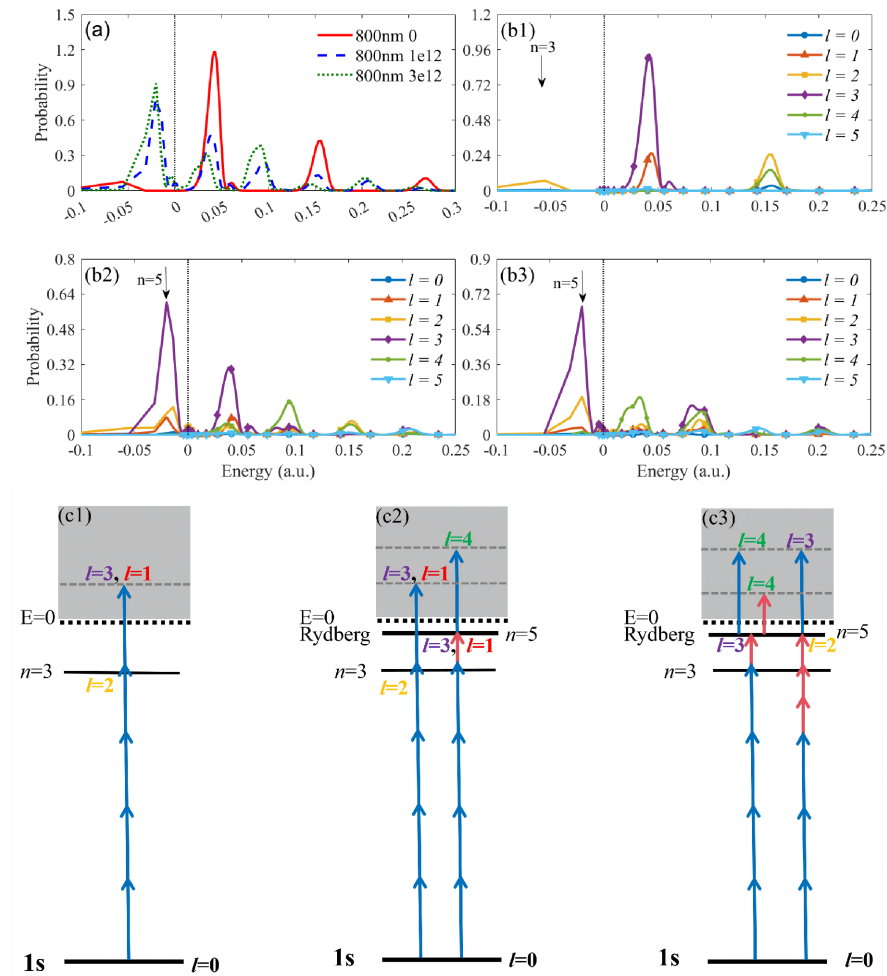 (a)
Probability
1.5
1.2
0.9
0.6
0.3
0
-0.1
-0.05
0
0.05
0.1
0.15
0.2
0.25
0.3
800nm 0
800nm 1e12
800nm 3e12
(b1)
1.2
0.96
0.72
0.48
0.24
0
-0.1
-0.05
0
0.05
0.1
0.15
0.2
0.25
n=3
l = 0
l = 1
l = 2
l = 3
l = 4
l = 5
(b2)
Probability
0.8
0.64
0.48
0.32
0.16
0
-0.1
-0.05
0
0.05
0.1
0.15
0.2
0.25
Energy (a.u.)
n=5
l = 0
l = 1
l = 2
l = 3
l = 4
l = 5
(b3)
0.9
0.72
0.54
0.36
0.18
0
-0.1
-0.05
0
0.05
0.1
0.15
0.2
0.25
Energy (a.u.)
n=5
l = 0
l = 1
l = 2
l = 3
l = 4
l = 5
(c1)
l=3, l=1
E=0
n=3
l=2
1s
l=0
(c2)
l=4
l=3, l=1
E=0
Rydberg
n=5
l=3, l=1
n=3
l=2
1s
l=0
(c3)
l=4
l=3
l=4
E=0
Rydberg
n=5
l=3
l=2
n=3
1s
l=0